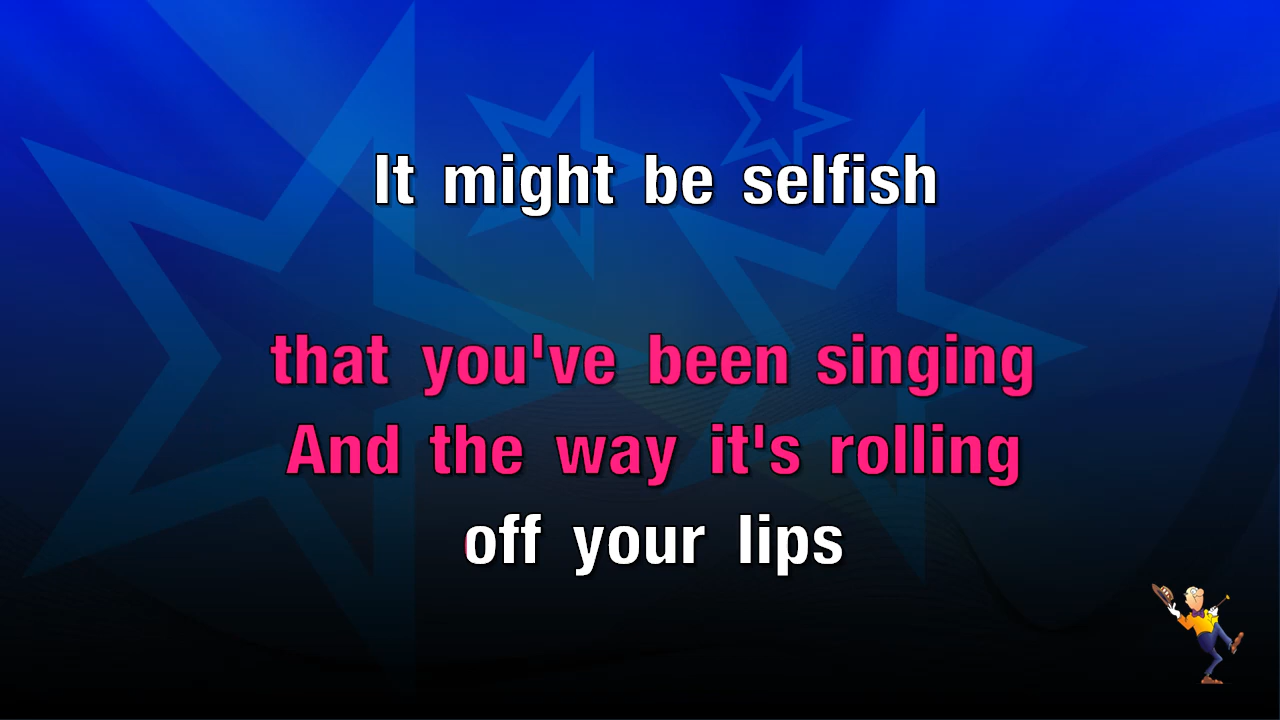 It might be selfish
that you've been singing
And the way it's rolling
off your lips